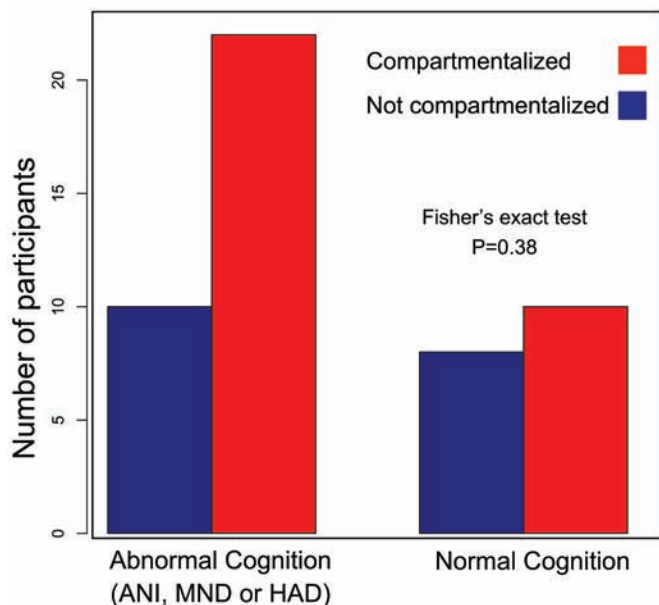 Compartmentalized
Not compartmentalized
Fisher's exact test
P=0.38
Number of participants
20
15
10
5
0
Abnormal Cognition
(ANI, MND or HAD)
Normal Cognition